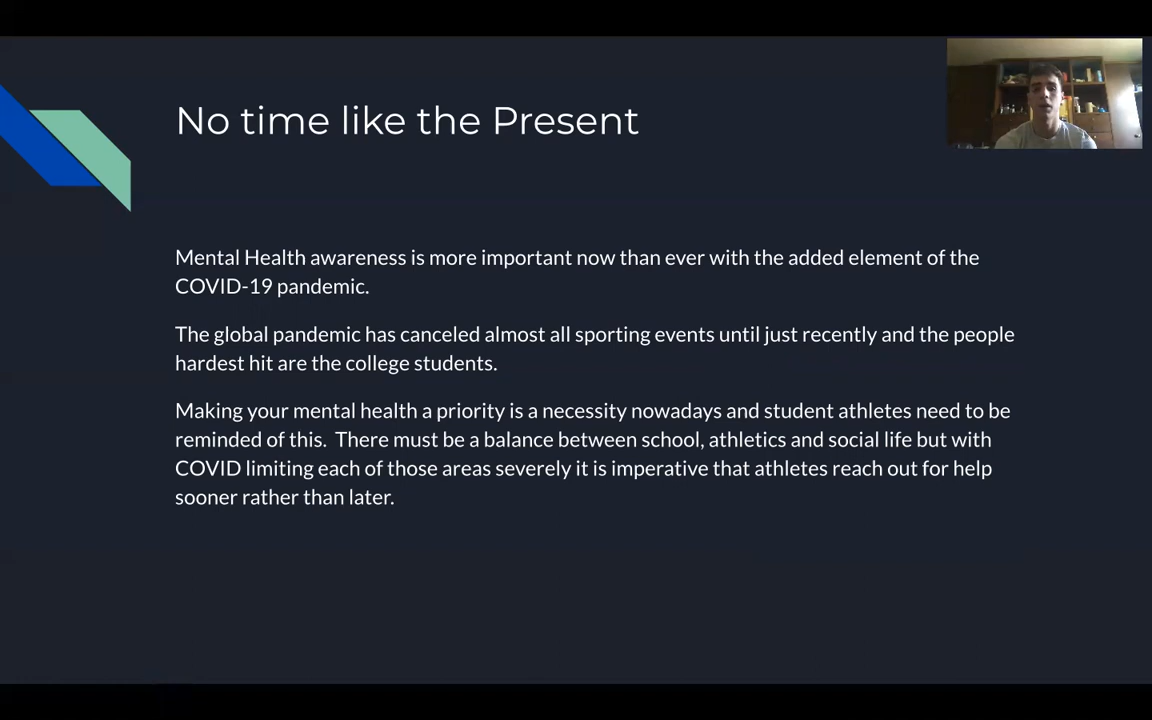 No time like the Present
Mental Health awareness is more important now than ever with the added element of the
COVID-19 pandemic.
The global pandemic has canceled almost all sporting events until just recently and the people
hardest hit are the college students.
Making your mental health a priority is a necessity nowadays and student athletes need to be
reminded of this.  There must be a balance between school, athletics and social life but with
COVID limiting each of those areas severely it is imperative that athletes reach out for help
sooner rather than later.